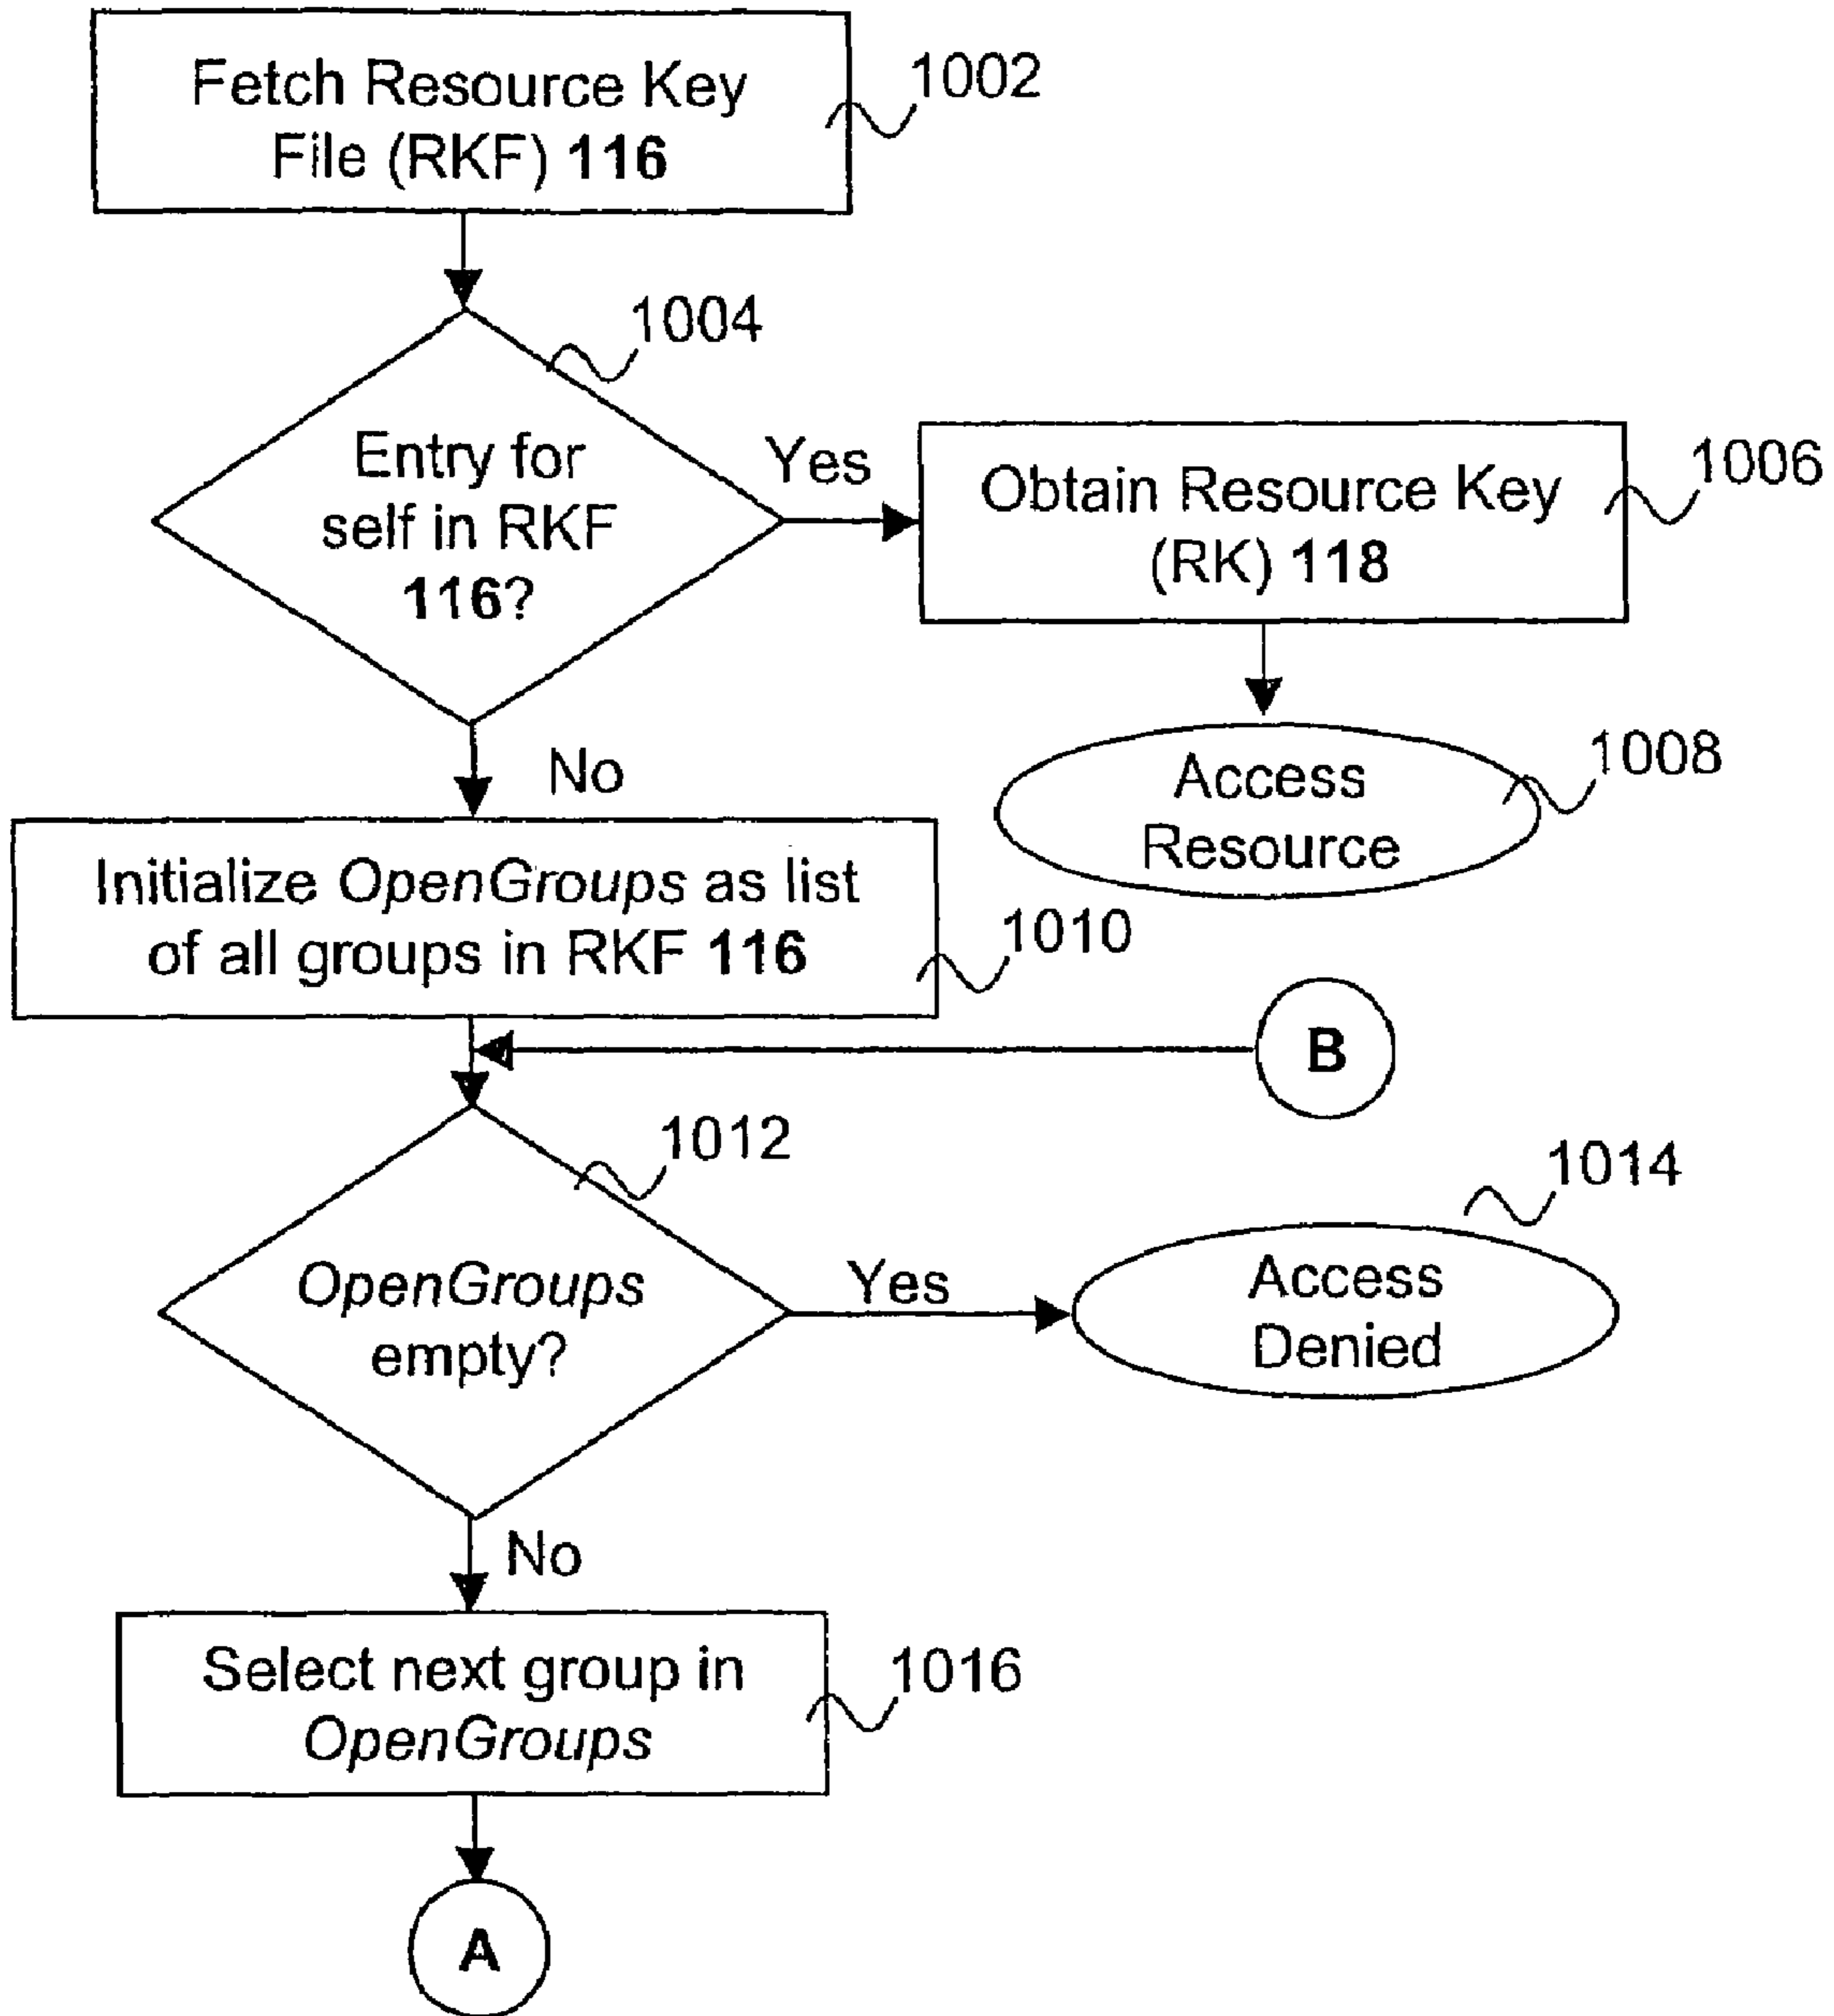 Fetch Resource Key
File (RKF) 116
1002
1004
Entry for
self in RKF
116?
Yes
Obtain Resource Key
(RK) 118
1006
No
Access
Resource
1008
Initialize OpenGroups as list
of all groups in RKF 116
1010
B
1012
OpenGroups
empty?
Yes
1014
Access
Denied
No
Select next group in
OpenGroups
1016
A